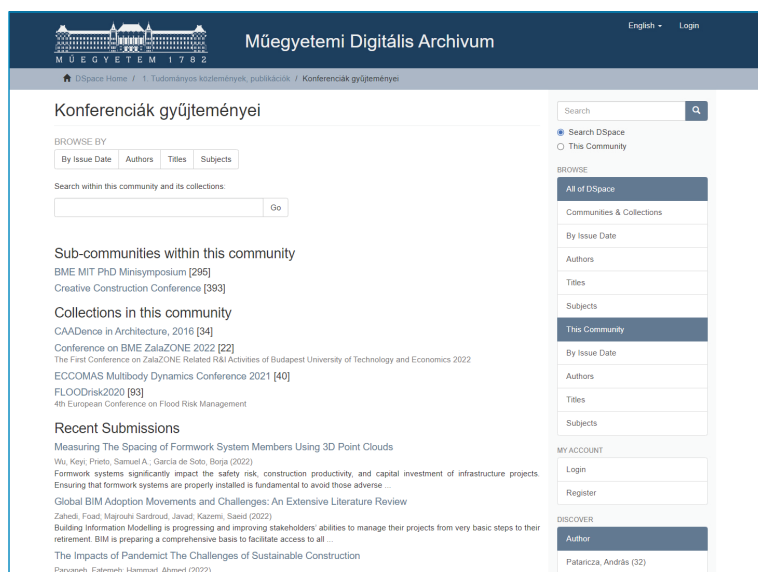 English
Login
MŰEGYETEM 1782
Műegyetemi Digitális Archivum
DSpace Home / 1. Tudományos közlemények, publikációk / Konferenciák gyűjteményei
Konferenciák gyűjteményei
BROWSE BY
By Issue Date
Authors
Titles
Subjects
Search within this community and its collections:
Go
Sub-communities within this community
BME MIT PhD Minisymposium [295]
Creative Construction Conference [393]
Collections in this community
CAADence in Architecture, 2016 [34]
Conference on BME ZalaZONE 2022 [22]
The First Conference on ZalaZONE Related R&I Activities of Budapest University of Technology and Economics 2022
ECCOMAS Multibody Dynamics Conference 2021 [40]
FLOODrisk2020 [93]
4th European Conference on Flood Risk Management
Recent Submissions
Measuring The Spacing of Formwork System Members Using 3D Point Clouds
Wu, Keyi; Prieto, Samuel A.; García de Soto, Borja (2022)
Formwork systems significantly impact the safety risk, construction productivity, and capital investment of infrastructure projects.
Ensuring that formwork systems are properly installed is fundamental to avoid those adverse ...
Global BIM Adoption Movements and Challenges: An Extensive Literature Review
Zahedi, Foad; Majrouhi Sardroud, Javad; Kazemi, Saeid (2022)
Building Information Modelling is progressing and improving stakeholders' abilities to manage their projects from very basic steps to their
retirement. BIM is preparing a comprehensive basis to facilitate access to all ...
The Impacts of Pandemict The Challenges of Sustainable Construction
Parvaneh, Fatemeh; Hammad, Ahmed (2022)
Search
Search DSpace
This Community
BROWSE
All of DSpace
Communities & Collections
By Issue Date
Authors
Titles
Subjects
This Community
By Issue Date
Authors
Titles
Subjects
MY ACCOUNT
Login
Register
DISCOVER
Author
Pataricza, András (32)